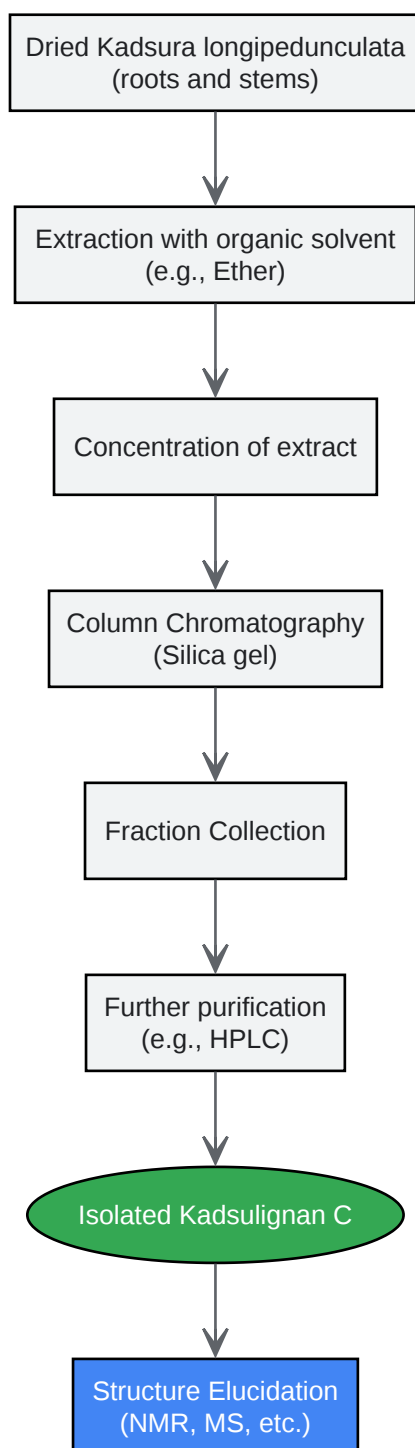 Dried Kadsura longipedunculata
(roots and stems)
Extraction with organic solvent
(e.g., Ether)
Concentration of extract
Column Chromatography
(Silica gel)
Fraction Collection
Further purification
(e.g., HPLC)
Isolated Kadsulignan C
Structure Elucidation
(NMR, MS, etc.)